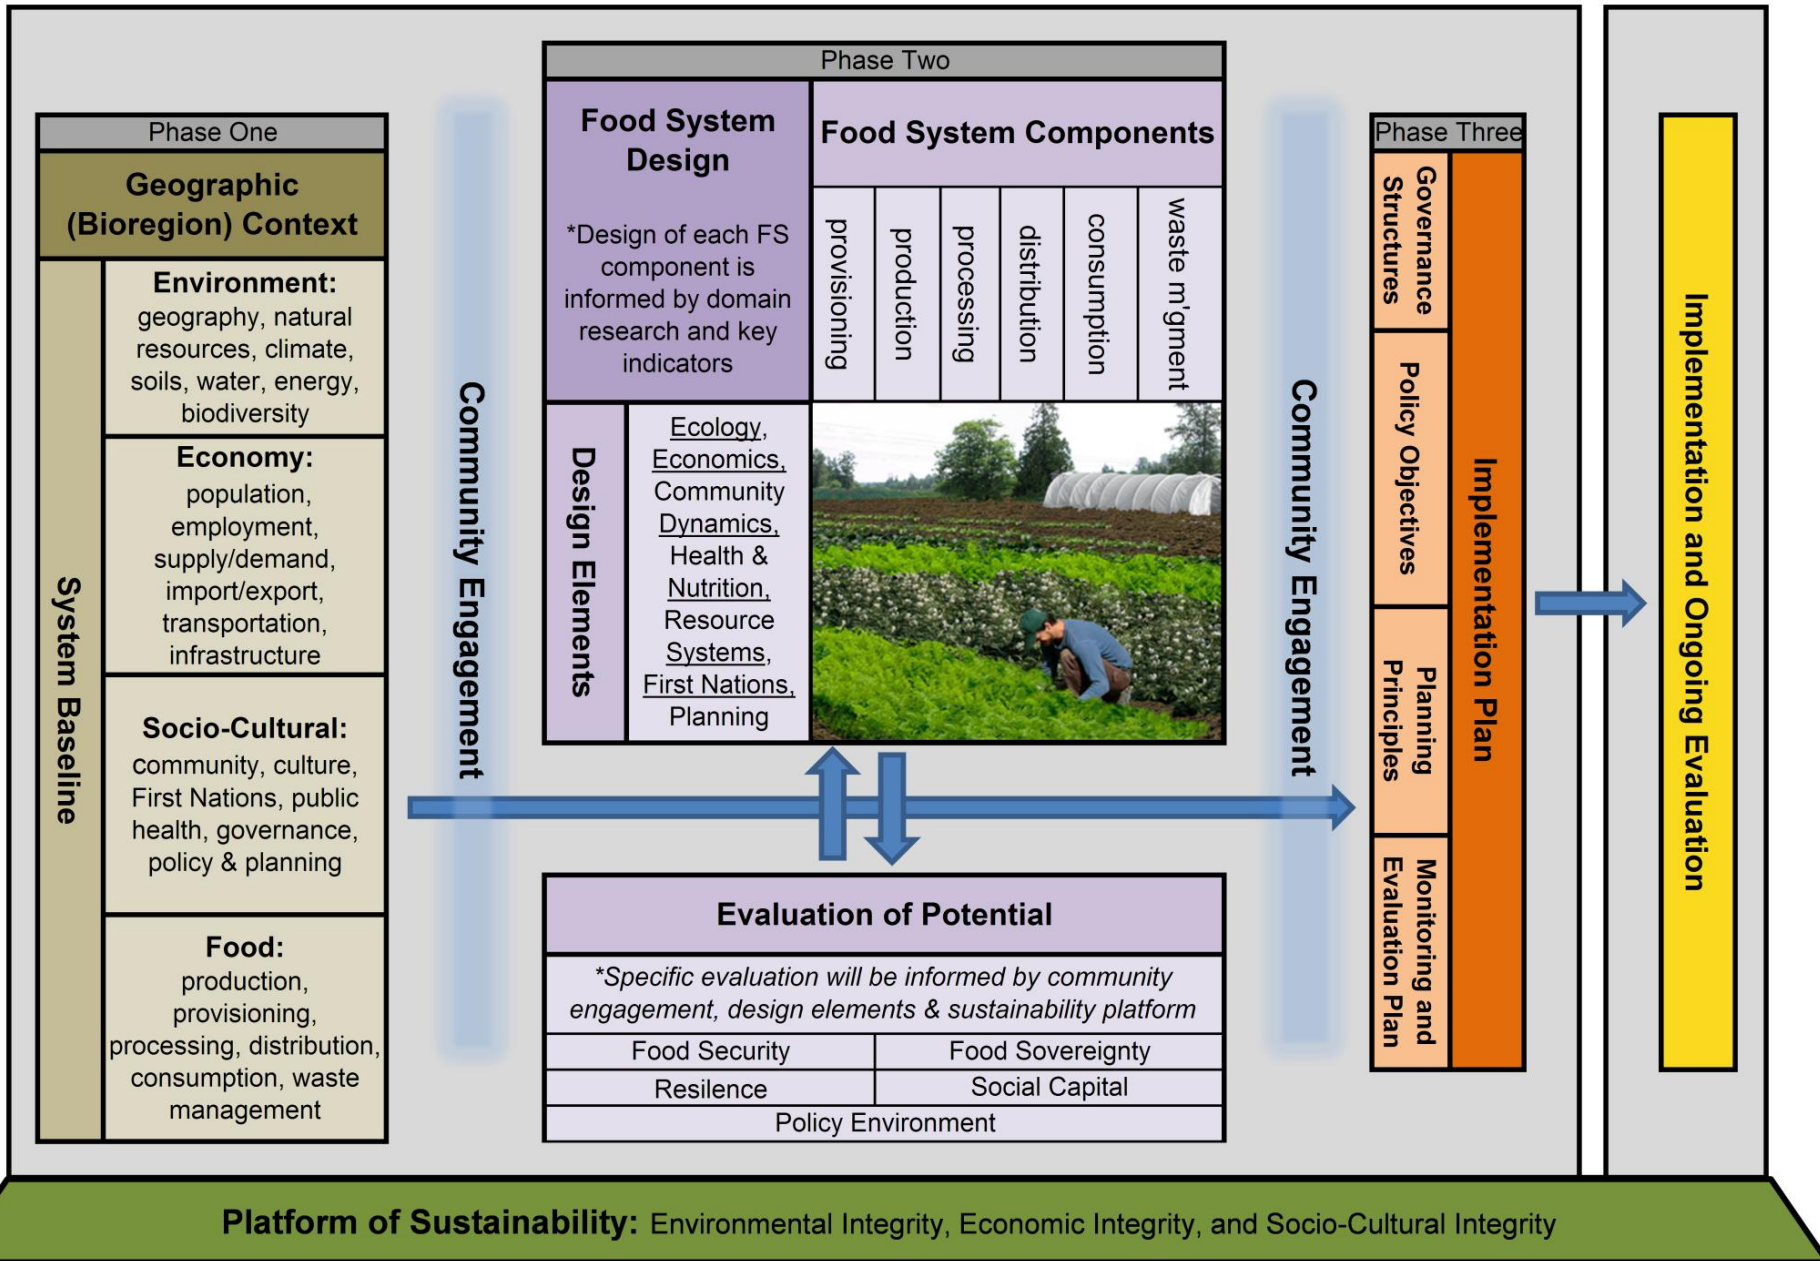 Phase One
Geographic
(Bioregion) Context
System Baseline
Environment:
geography, natural
resources, climate,
soils, water, energy,
biodiversity
Economy:
population,
employment,
supply/demand,
import/export,
transportation,
infrastructure
Socio-Cultural:
community, culture,
First Nations, public
health, governance,
policy & planning
Food:
production,
provisioning,
processing, distribution,
consumption, waste
management
Community Engagement
Phase Two
Food System
Design
*Design of each FS
component is
informed by domain
research and key
indicators
Food System Components
provisioning
production
processing
distribution
consumption
waste m'gment
Design Elements
Ecology,
Economics,
Community
Dynamics,
Health &
Nutrition,
Resource
Systems,
First Nations,
Planning
Evaluation of Potential
*Specific evaluation will be informed by community
engagement, design elements & sustainability platform
Food Security
Food Sovereignty
Resilence
Social Capital
Policy Environment
Community Engagement
Phase Three
Governance
Structures
Policy Objectives
Planning
Principles
Monitoring and
Evaluation Plan
Implementation Plan
Implementation and Ongoing Evaluation
Platform of Sustainability: Environmental Integrity, Economic Integrity, and Socio-Cultural Integrity